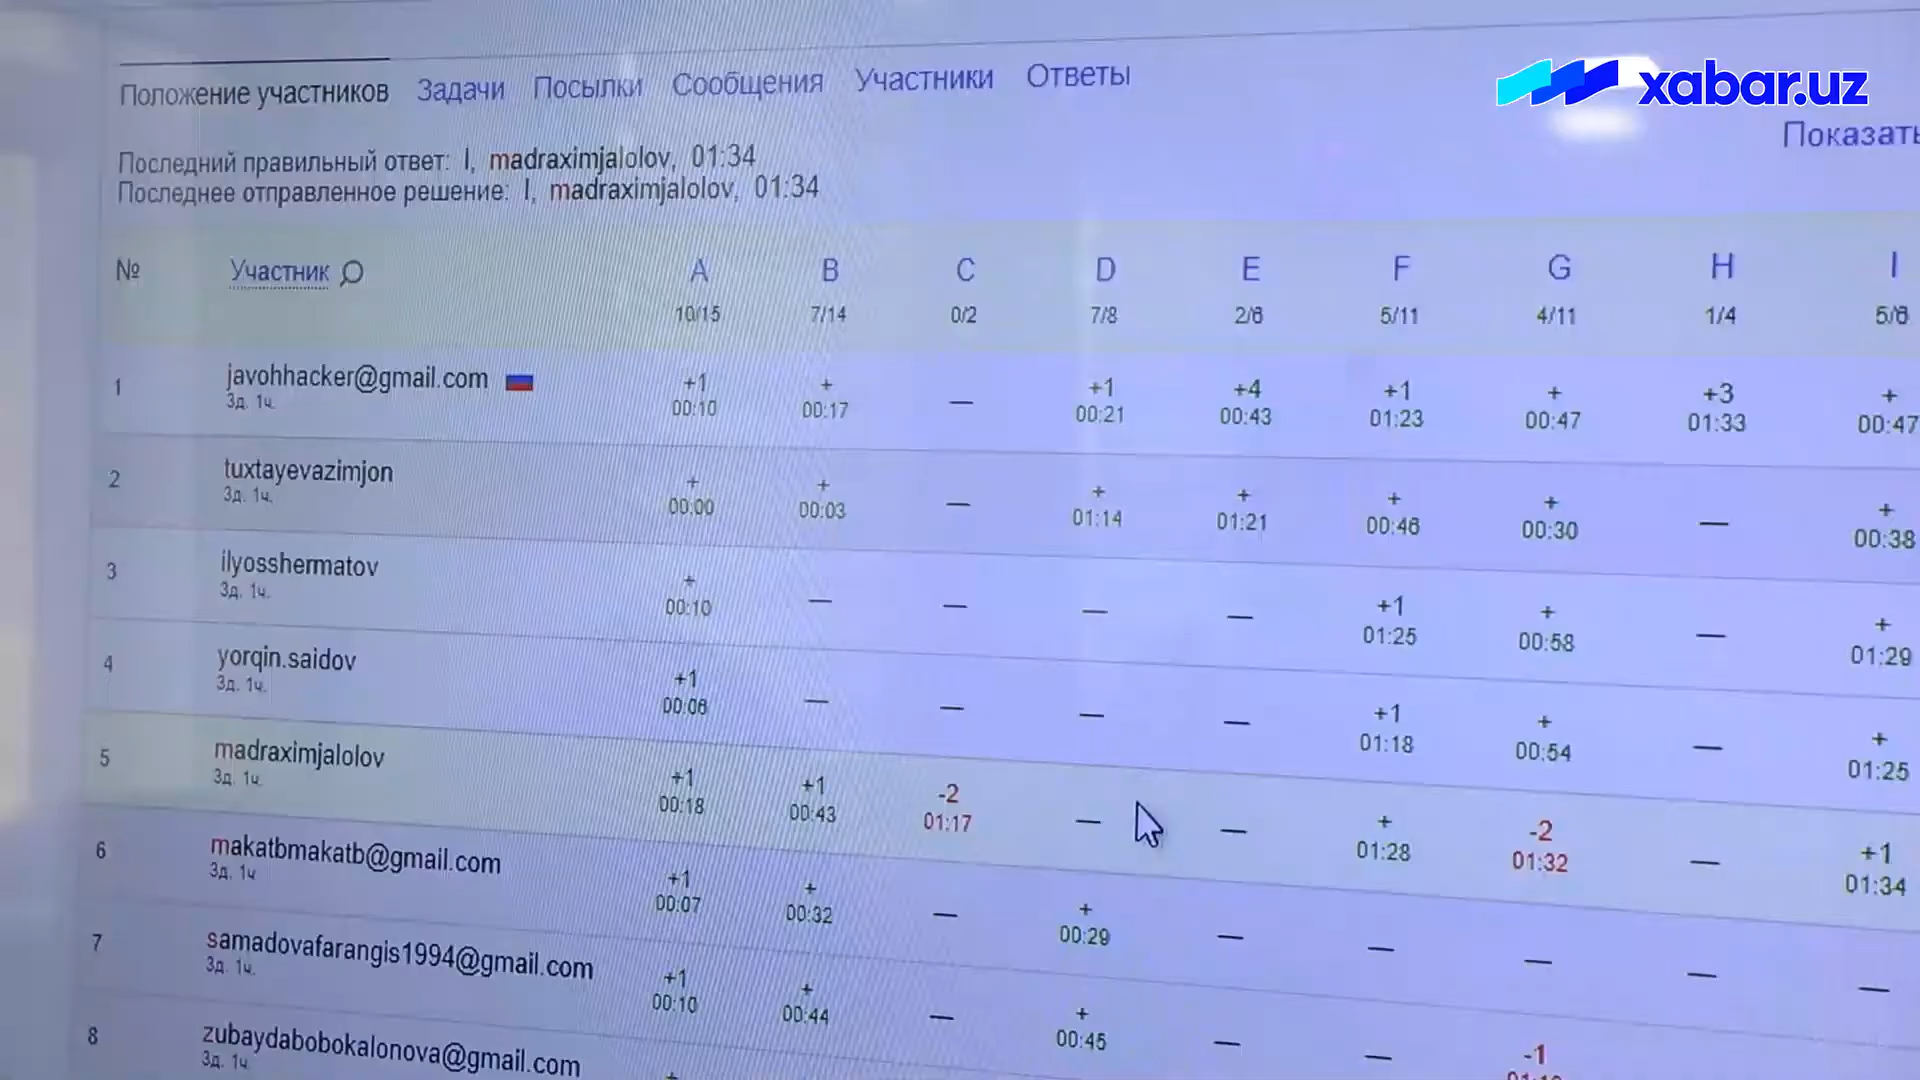 xabar.uz
Положение участников Задачи Посылки Сообщения Участники Ответы
Последний правильный ответ: I, madraximjalolov, 01:34
Последнее отправленное решение: I, madraximjalolov, 01:34
№ Участник A B C D E F G H I
10/15 7/14 0/2 7/8 2/6 5/11 4/11 1/4
1 javohhacker@gmail.com +1 + — +1 +4 +1 + +3 +
3д. 1ч. 00:10 00:17 00:21 00:43 01:23 00:47 01:33 00:47
2 tuxtayevazimjon + + — + + + + — +
3д. 1ч. 00:00 00:03 01:14 01:21 00:46 00:30 00:38
3 ilyosshermatov + — — — — +1 + — +
3д. 1ч. 00:10 01:25 00:58 01:29
4 yorqin.saidov +1 — — — — +1 + — +
3д. 1ч. 00:06 01:18 00:54 01:25
5 madraximjalolov +1 +1 -2 — — + -2 — +1
3д. 1ч. 00:18 00:43 01:17 01:28 01:32 01:34
6 makatbmakatb@gmail.com +1 + — + — — — — —
3д. 1ч 00:07 00:32 00:29
7 samadovafarangis1994@gmail.com +1 + — + — — -1
3д. 1ч. 00:10 00:44 00:45
8 zubaydabobokalonova@gmail.com +
3д. 1ч.